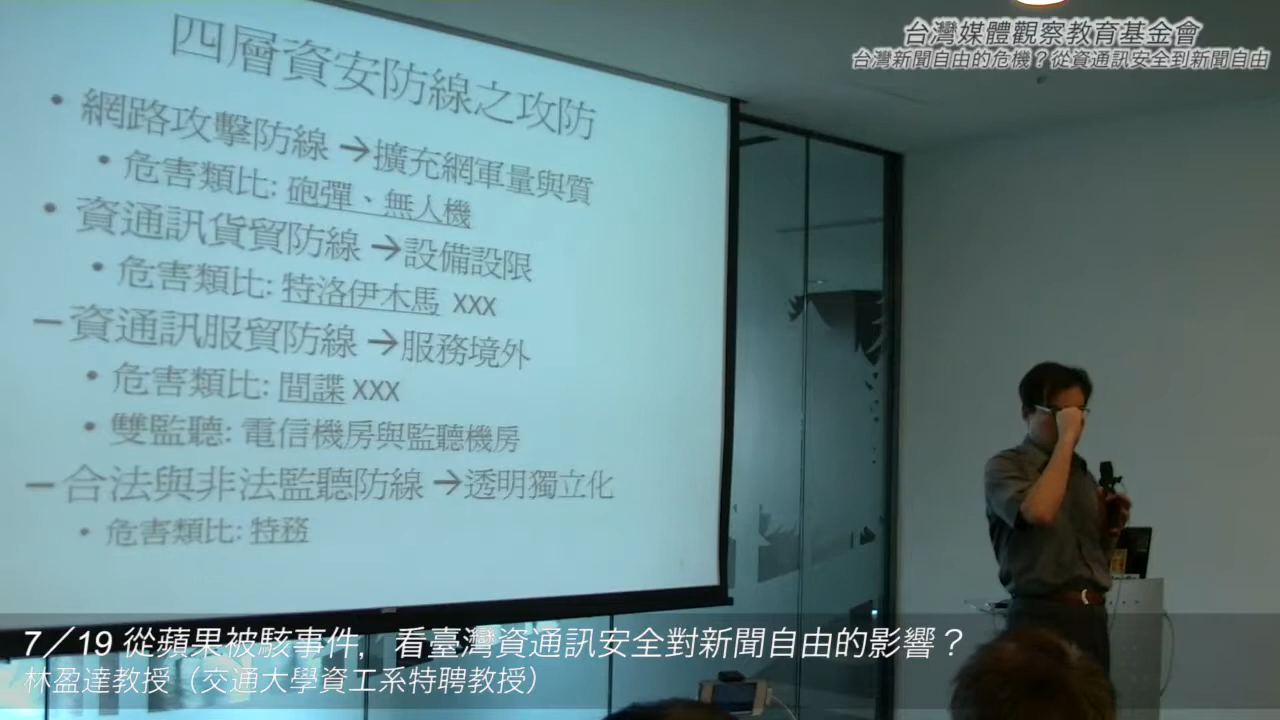 台灣媒體觀察教育基金會
台灣新聞自由的危機？從資通訊安全到新聞自由
四層資安防線之攻防
• 網路攻擊防線→擴充網軍量與質
• 危害類比: 砲彈、無人機
• 資通訊貨貿防線→設備設限
• 危害類比: 特洛伊木馬 XXX
– 資通訊服貿防線→服務境外
• 危害類比: 間諜 XXX
• 雙監聽: 電信機房與監聽機房
– 合法與非法監聽防線→透明獨立化
• 危害類比: 特務
7／19 從蘋果被駭事件，看臺灣資通訊安全對新聞自由的影響？
林盈達教授（交通大學資工系特聘教授）